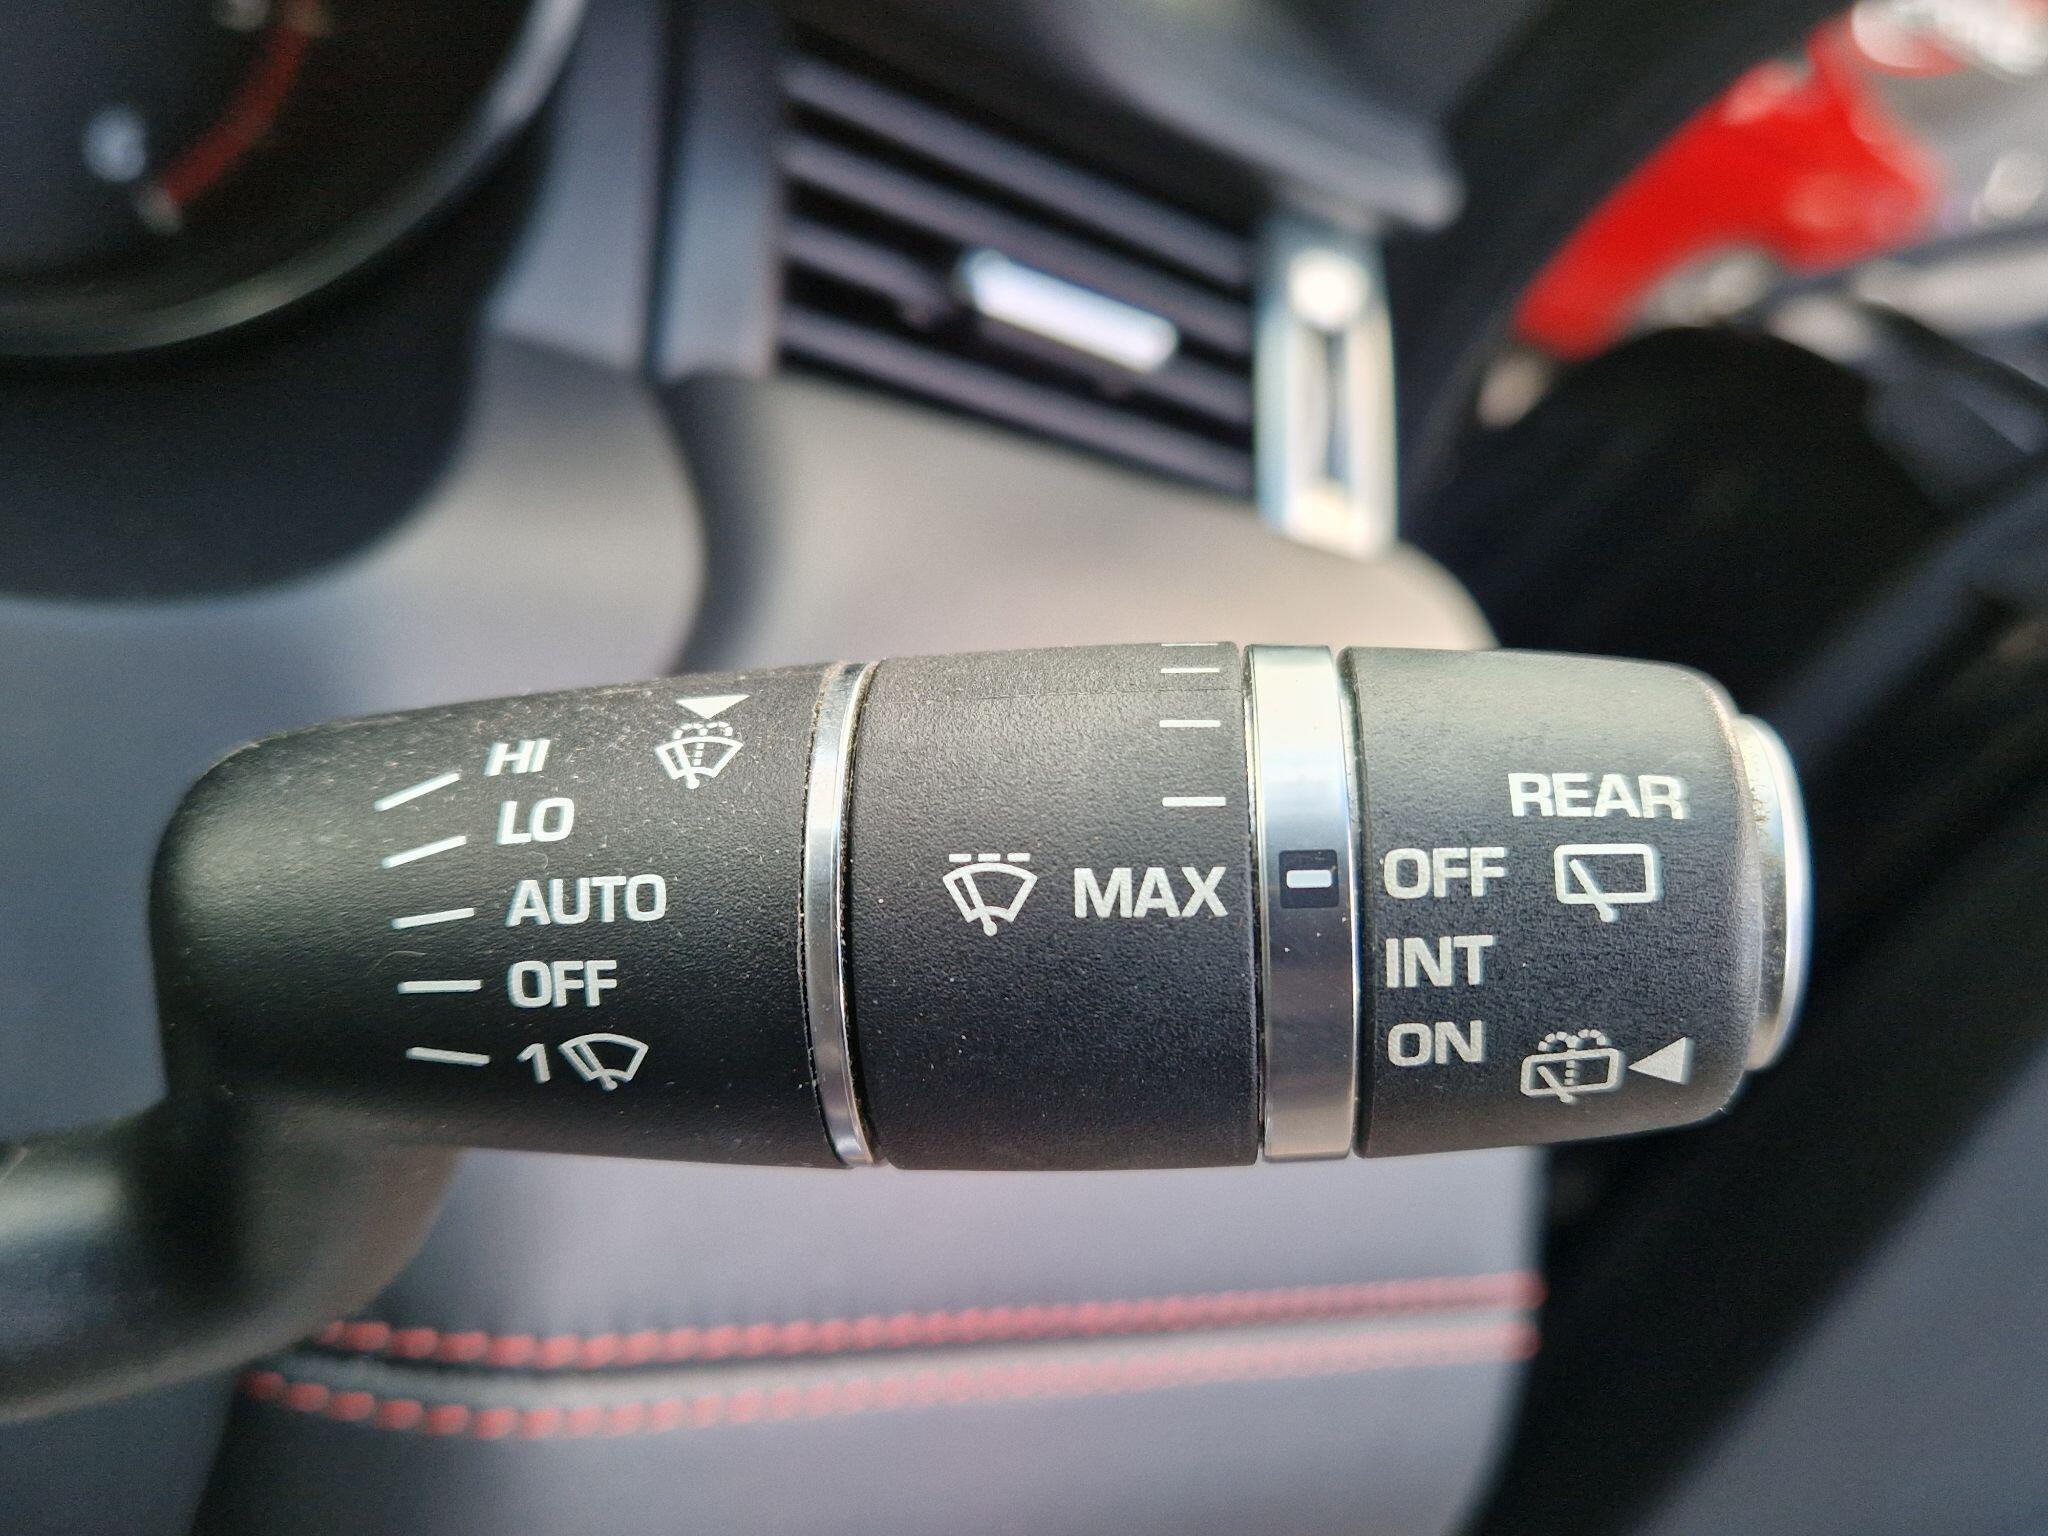 HI
LO
AUTO
OFF
1
MAX
REAR
OFF
INT
ON